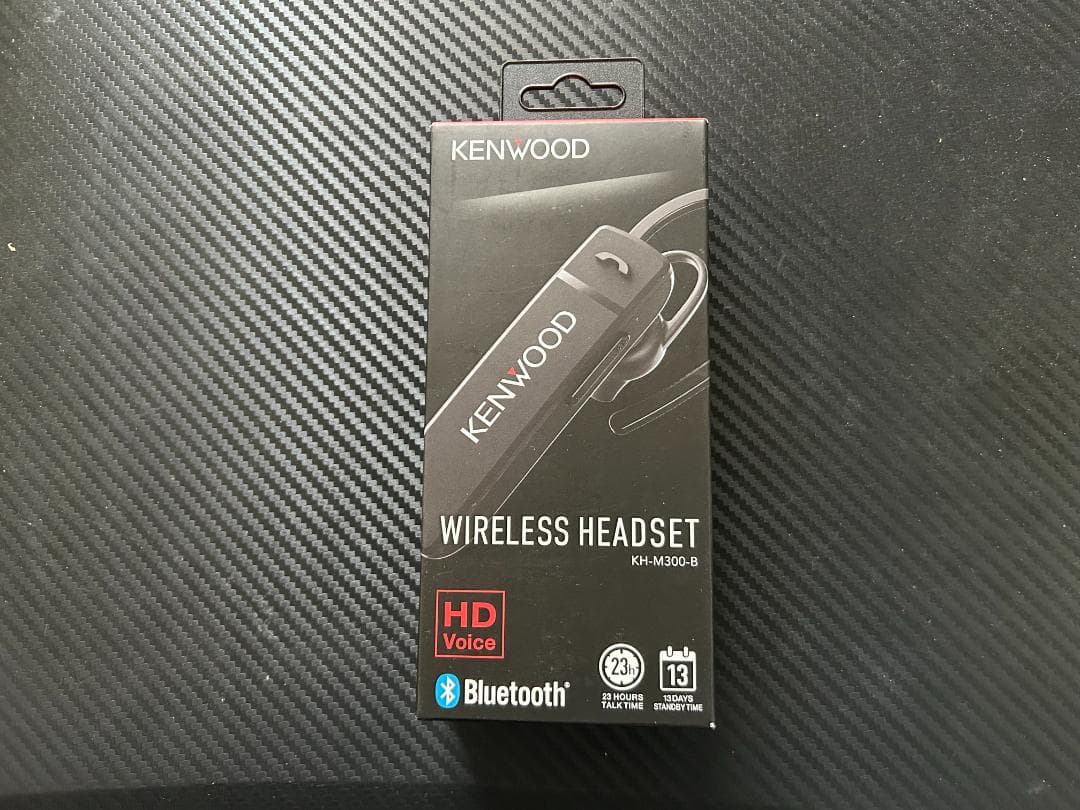 KENWOOD
KENWOOD
WIRELESS HEADSET
KH-M300-B
HD
Voice
Bluetooth®
23h
23 HOURS
TALK TIME
13
13DAYS
STANDBY TIME